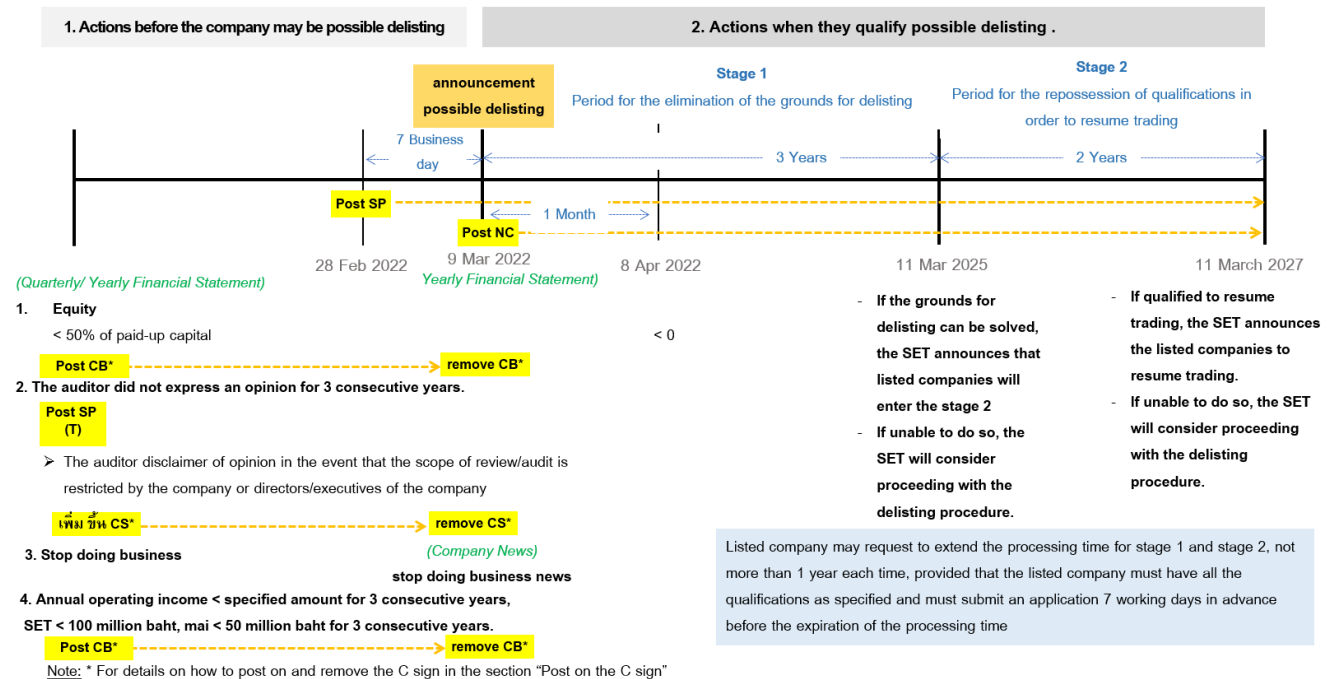 1. Actions before the company may be possible delisting
2. Actions when they qualify possible delisting .
announcement
possible delisting
Stage 1
Period for the elimination of the grounds for delisting
Stage 2
Period for the repossession of qualifications in
order to resume trading
7 Business
day
3 Years
2 Years
Post SP
1 Month
Post NC
28 Feb 2022
9 Mar 2022
8 Apr 2022
11 Mar 2025
11 March 2027
(Quarterly/ Yearly Financial Statement)
Yearly Financial Statement)
1. Equity
< 50% of paid-up capital
< 0
Post CB*
remove CB*
2. The auditor did not express an opinion for 3 consecutive years.
Post SP
(T)
➢ The auditor disclaimer of opinion in the event that the scope of review/audit is
restricted by the company or directors/executives of the company
เพิ่ม ขึ้น CS*
remove CS*
3. Stop doing business
(Company News)
stop doing business news
4. Annual operating income < specified amount for 3 consecutive years,
SET < 100 million baht, mai < 50 million baht for 3 consecutive years.
Post CB*
remove CB*
Note: * For details on how to post on and remove the C sign in the section “Post on the C sign”
- If the grounds for
delisting can be solved,
the SET announces that
listed companies will
enter the stage 2
- If unable to do so, the
SET will consider
proceeding with the
delisting procedure.
- If qualified to resume
trading, the SET announces
the listed companies to
resume trading.
- If unable to do so, the SET
will consider proceeding
with the delisting
procedure.
Listed company may request to extend the processing time for stage 1 and stage 2, not
more than 1 year each time, provided that the listed company must have all the
qualifications as specified and must submit an application 7 working days in advance
before the expiration of the processing time